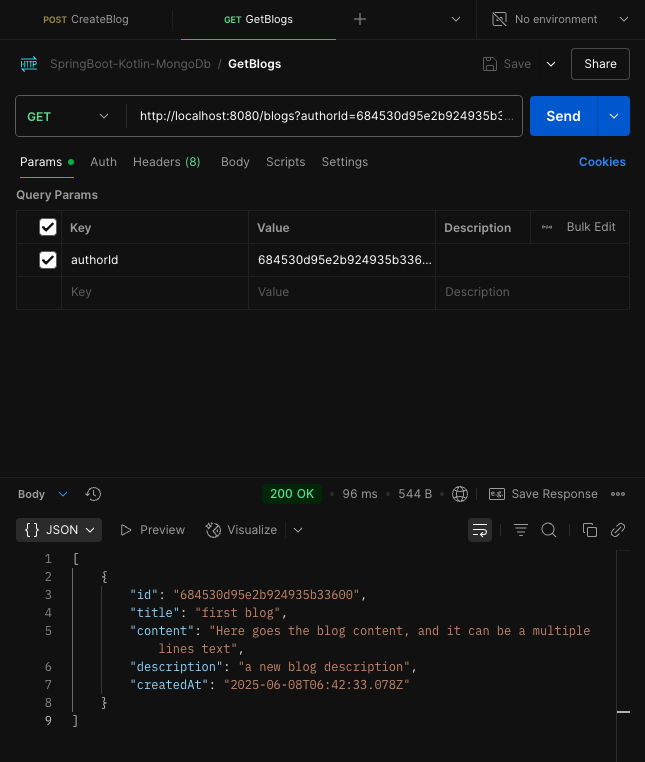 POST CreateBlog
GET GetBlogs
No environment
HTTP SpringBoot-Kotlin-MongoDb / GetBlogs
Save
Share
GET
http://localhost:8080/blogs?authorId=684530d95e2b924935b3...
Send
Params
Auth
Headers (8)
Body
Scripts
Settings
Cookies
Query Params
Key Value Description Bulk Edit
authorId 684530d95e2b924935b336...
Key Value Description
Body
200 OK • 96 ms • 544 B
e.g. Save Response
{} JSON
Preview
Visualize
1 [
2 {
3 "id": "684530d95e2b924935b33600",
4 "title": "first blog",
5 "content": "Here goes the blog content, and it can be a multiple
lines text",
6 "description": "a new blog description",
7 "createdAt": "2025-06-08T06:42:33.078Z"
8 }
9 ]